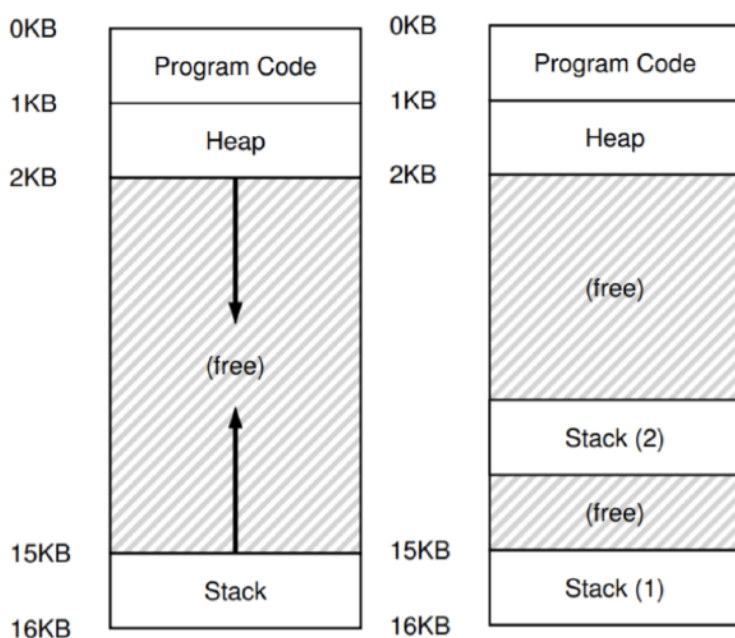 0KB
Program Code
1KB
Heap
2KB
(free)
15KB
Stack
16KB
0KB
Program Code
1KB
Heap
2KB
(free)
Stack (2)
(free)
15KB
Stack (1)
16KB